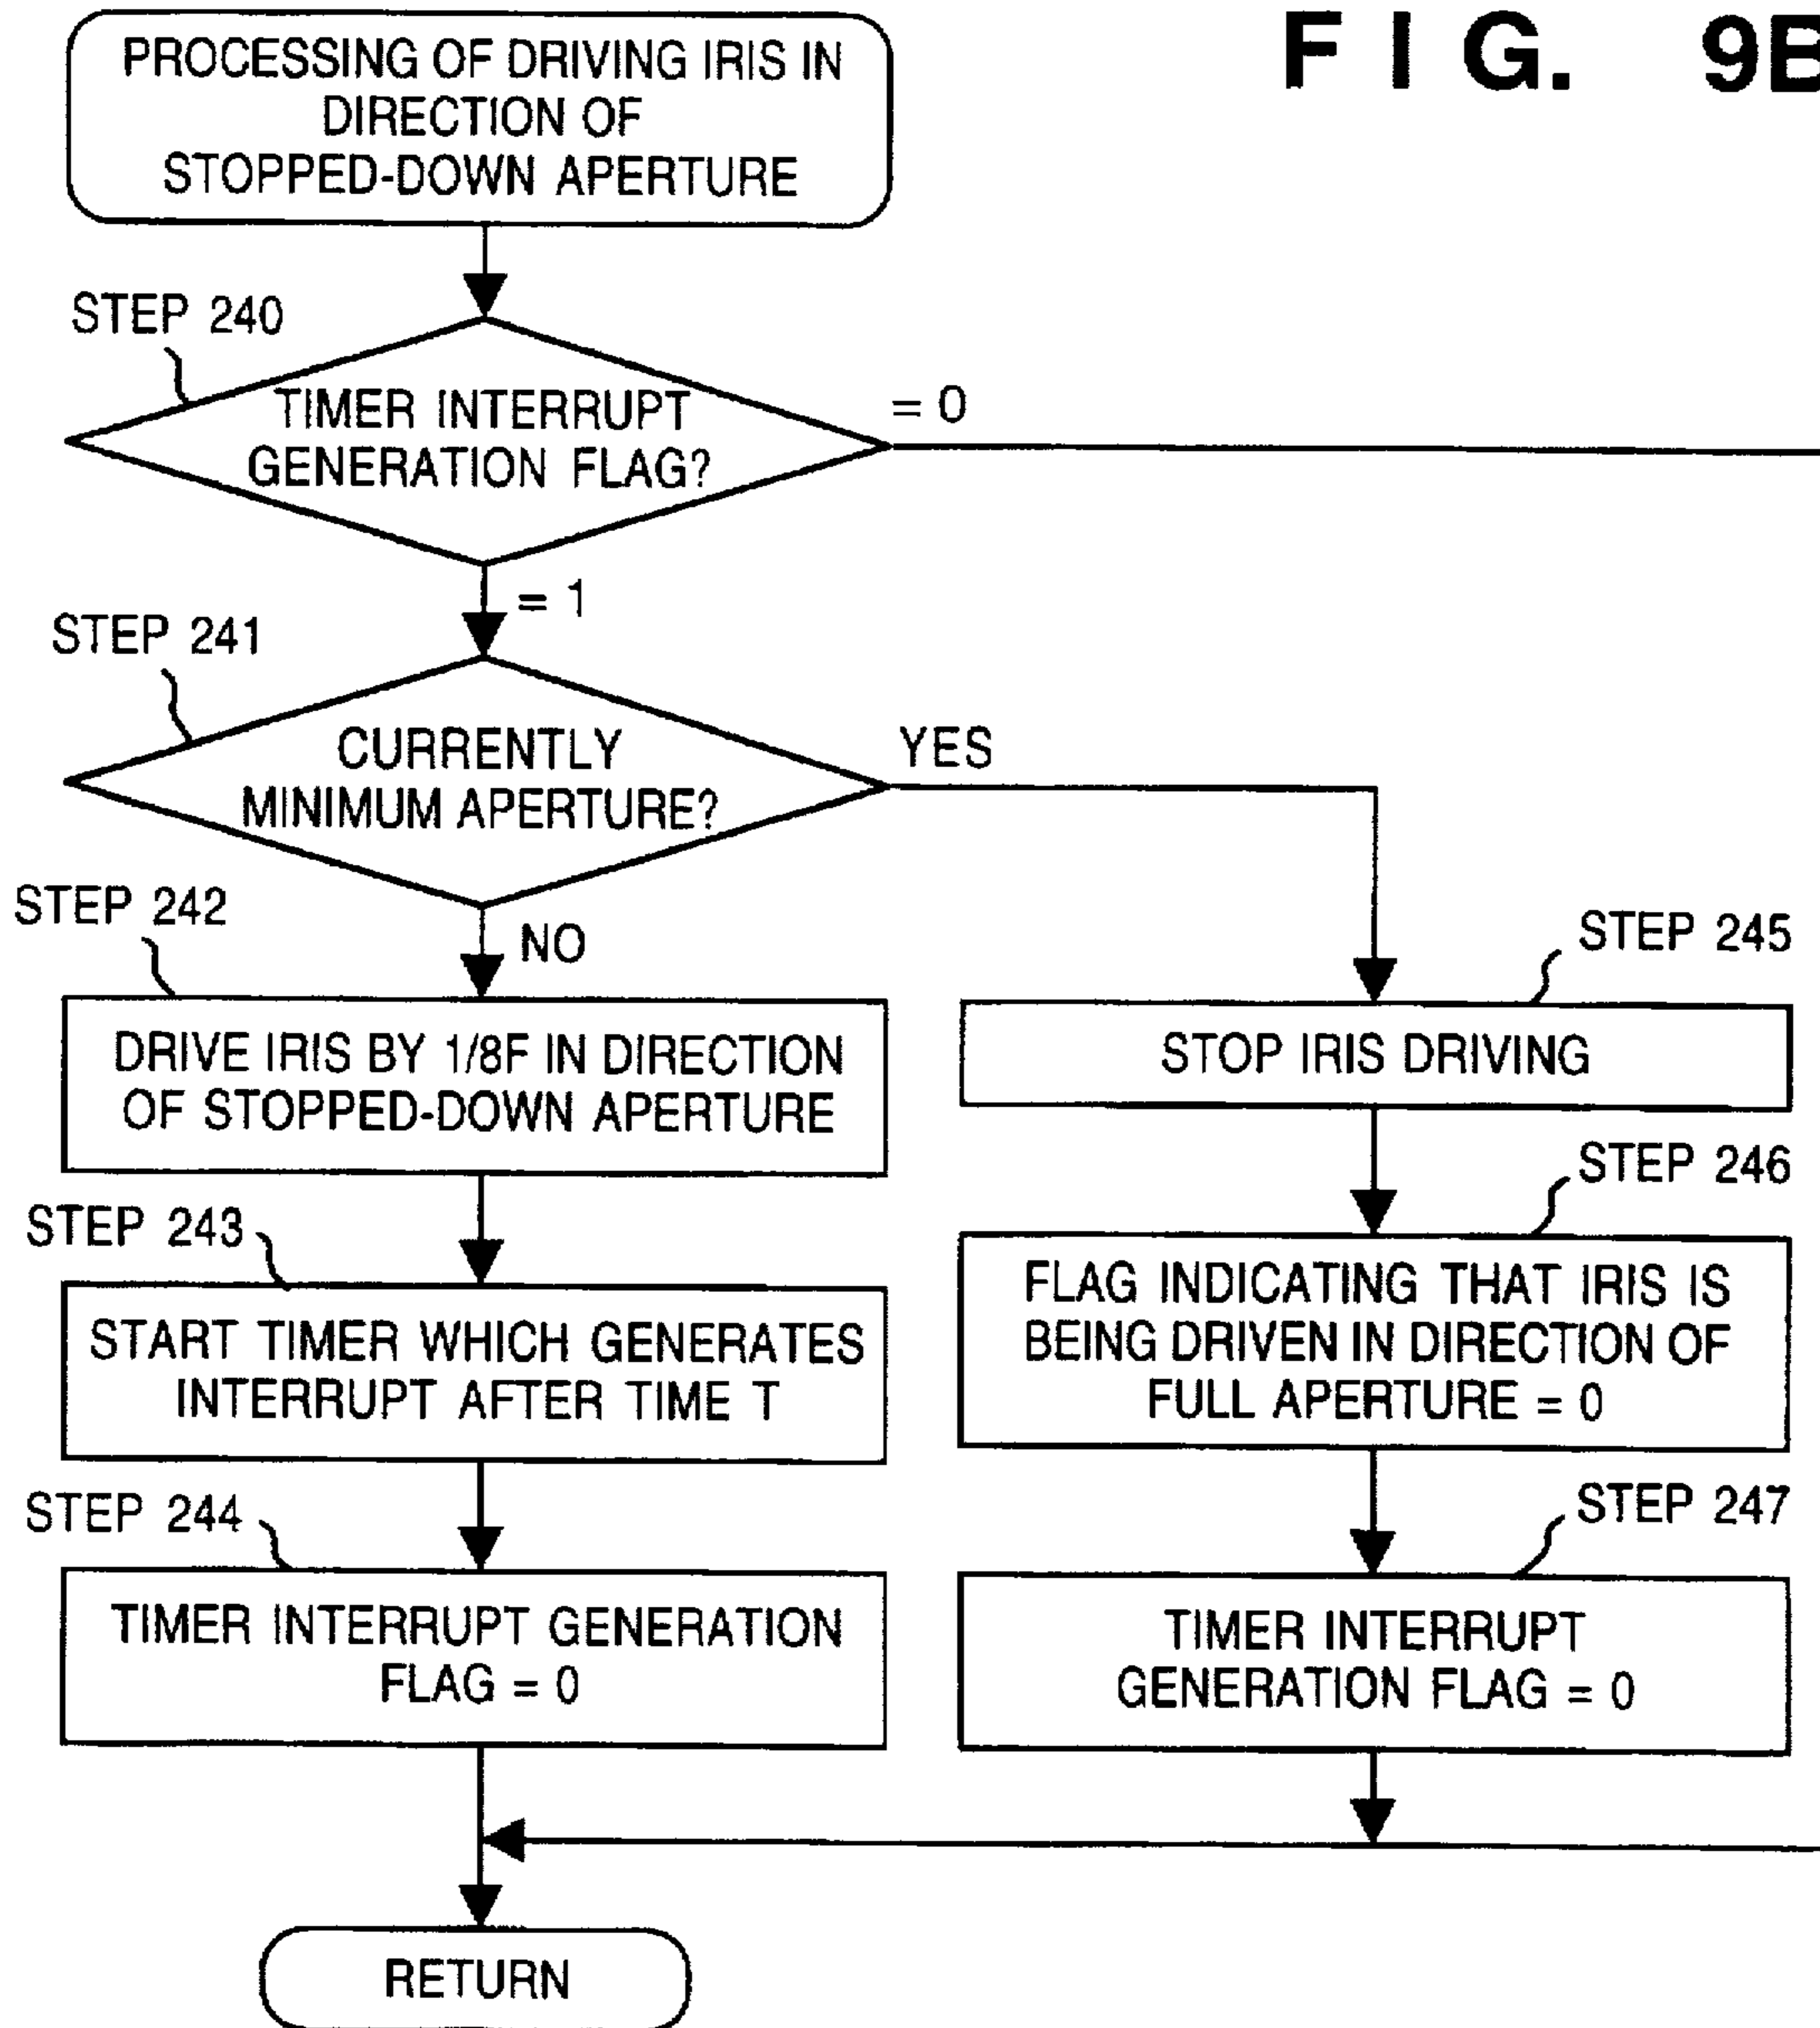 F I G. 9B
PROCESSING OF DRIVING IRIS IN
DIRECTION OF
STOPPED-DOWN APERTURE
STEP 240
TIMER INTERRUPT
GENERATION FLAG?
= 0
= 1
STEP 241
CURRENTLY
MINIMUM APERTURE?
YES
NO
STEP 242
DRIVE IRIS BY 1/8F IN DIRECTION
OF STOPPED-DOWN APERTURE
STEP 243
START TIMER WHICH GENERATES
INTERRUPT AFTER TIME T
STEP 244
TIMER INTERRUPT GENERATION
FLAG = 0
STEP 245
STOP IRIS DRIVING
STEP 246
FLAG INDICATING THAT IRIS IS
BEING DRIVEN IN DIRECTION OF
FULL APERTURE = 0
STEP 247
TIMER INTERRUPT
GENERATION FLAG = 0
RETURN